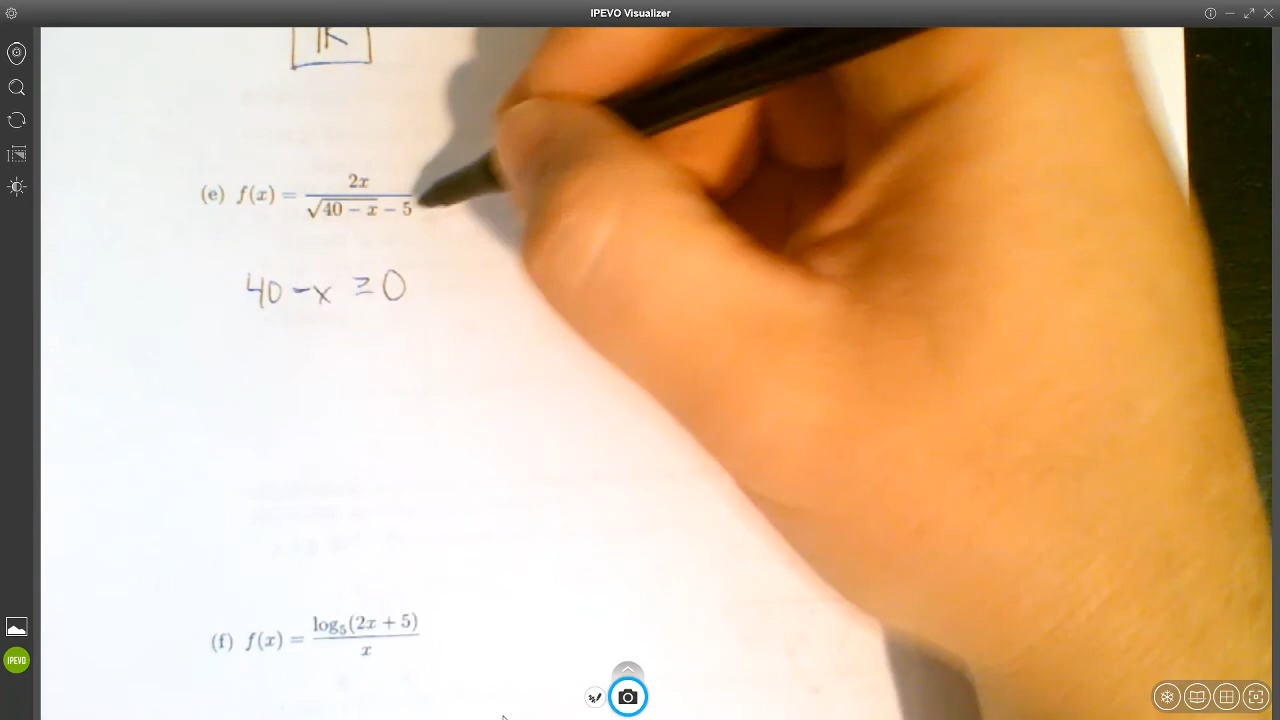 IPEVO Visualizer
(e) f(x) = 2x / √(40 − x) − 5
40 − x ≥ 0
(f) f(x) = log₅(2x + 5) / x
IPEVO